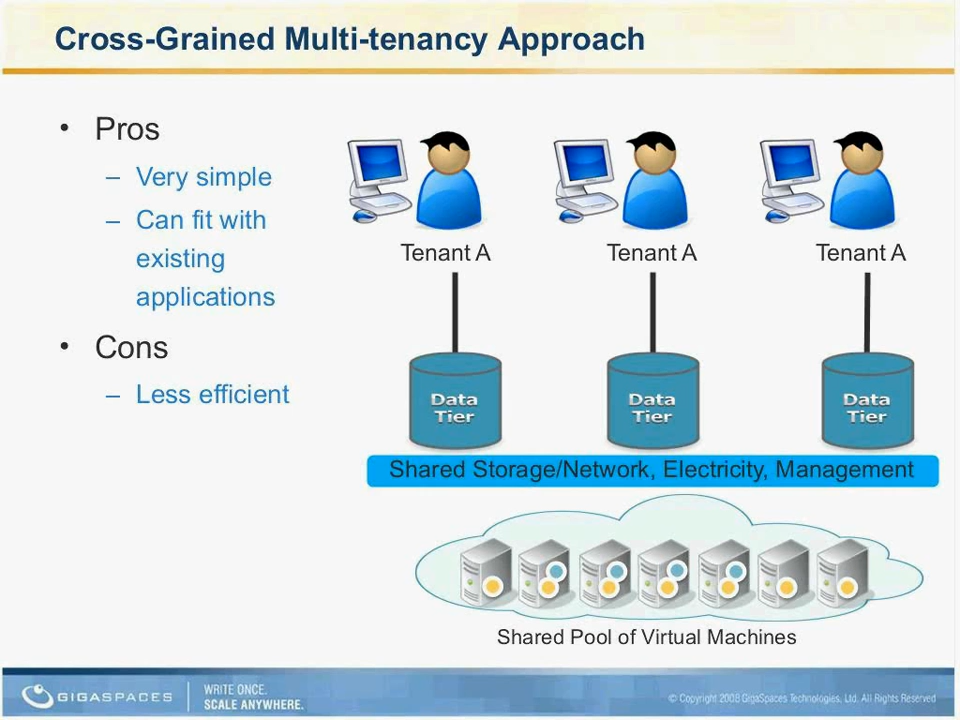 Cross-Grained Multi-tenancy Approach
• Pros
– Very simple
– Can fit with
existing
applications
• Cons
– Less efficient
Tenant A
Tenant A
Tenant A
Data
Tier
Data
Tier
Data
Tier
Shared Storage/Network, Electricity, Management
Shared Pool of Virtual Machines
GIGASPACES
WRITE ONCE.
SCALE ANYWHERE.
© Copyright 2008 GigaSpaces Technologies, Ltd. All Rights Reserved